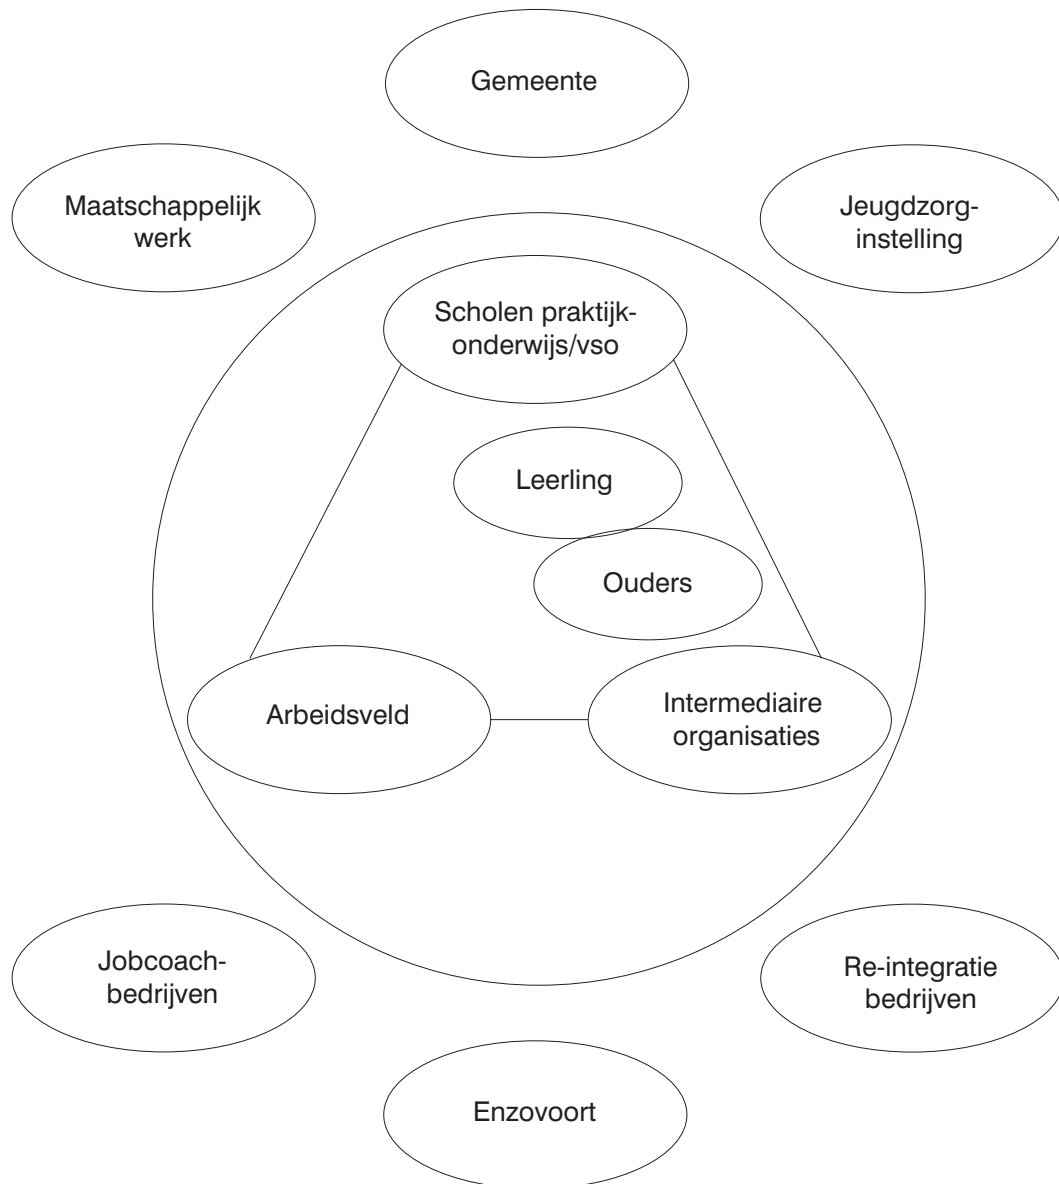 Gemeente
Maatschappelijk
werk
Jeugdzorg-
instelling
Scholen praktijk-
onderwijs/vso
Leerling
Ouders
Arbeidsveld
Intermediaire
organisaties
Jobcoach-
bedrijven
Re-integratie
bedrijven
Enzovoort